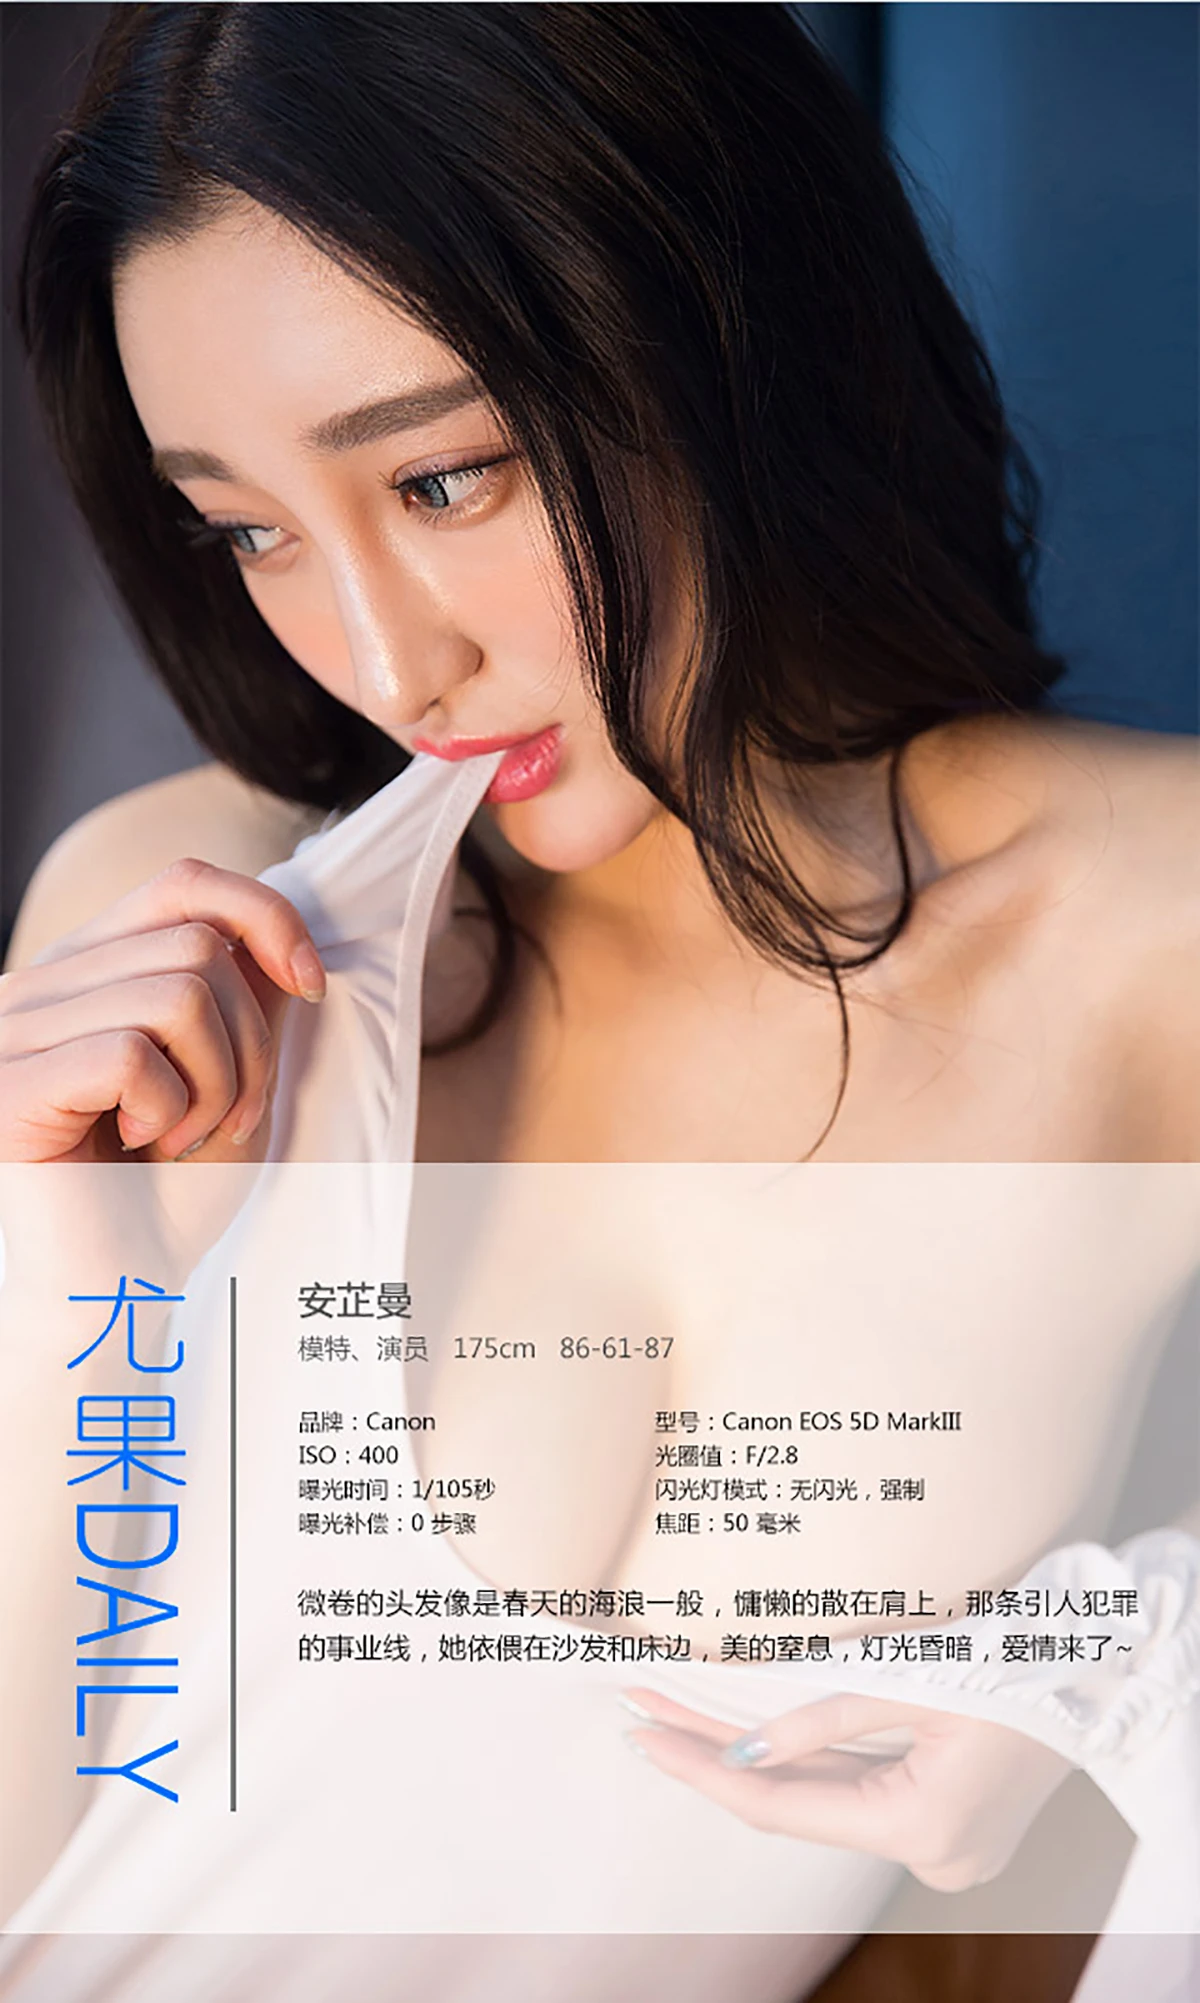 尤果DAILY
安芷曼
模特、演员 175cm 86-61-87
品牌：Canon 型号：Canon EOS 5D MarkIII
ISO：400 光圈值：F/2.8
曝光时间：1/105秒 闪光灯模式：无闪光，强制
曝光补偿：0 步骤 焦距：50 毫米
微卷的头发像是春天的海浪一般，慵懒的散在肩上，那条引人犯罪
的事业线，她依偎在沙发和床边，美的窒息，灯光昏暗，爱情来了~